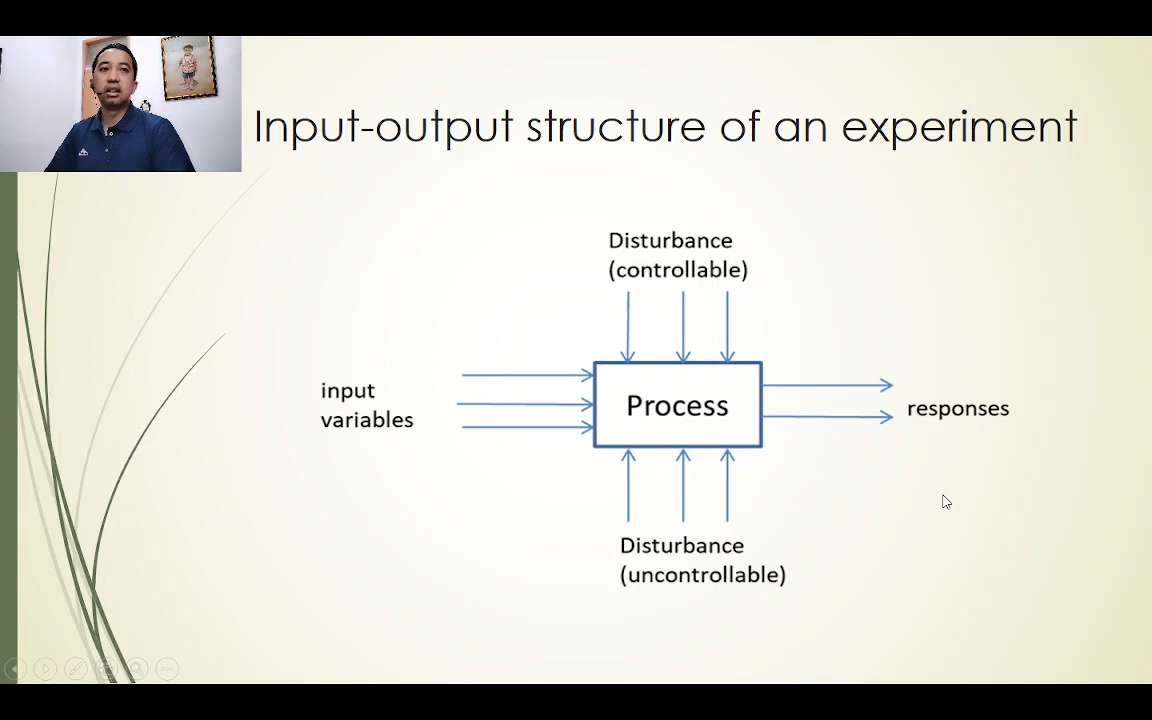 Input-output structure of an experiment
Disturbance
(controllable)
input
variables
Process
responses
Disturbance
(uncontrollable)